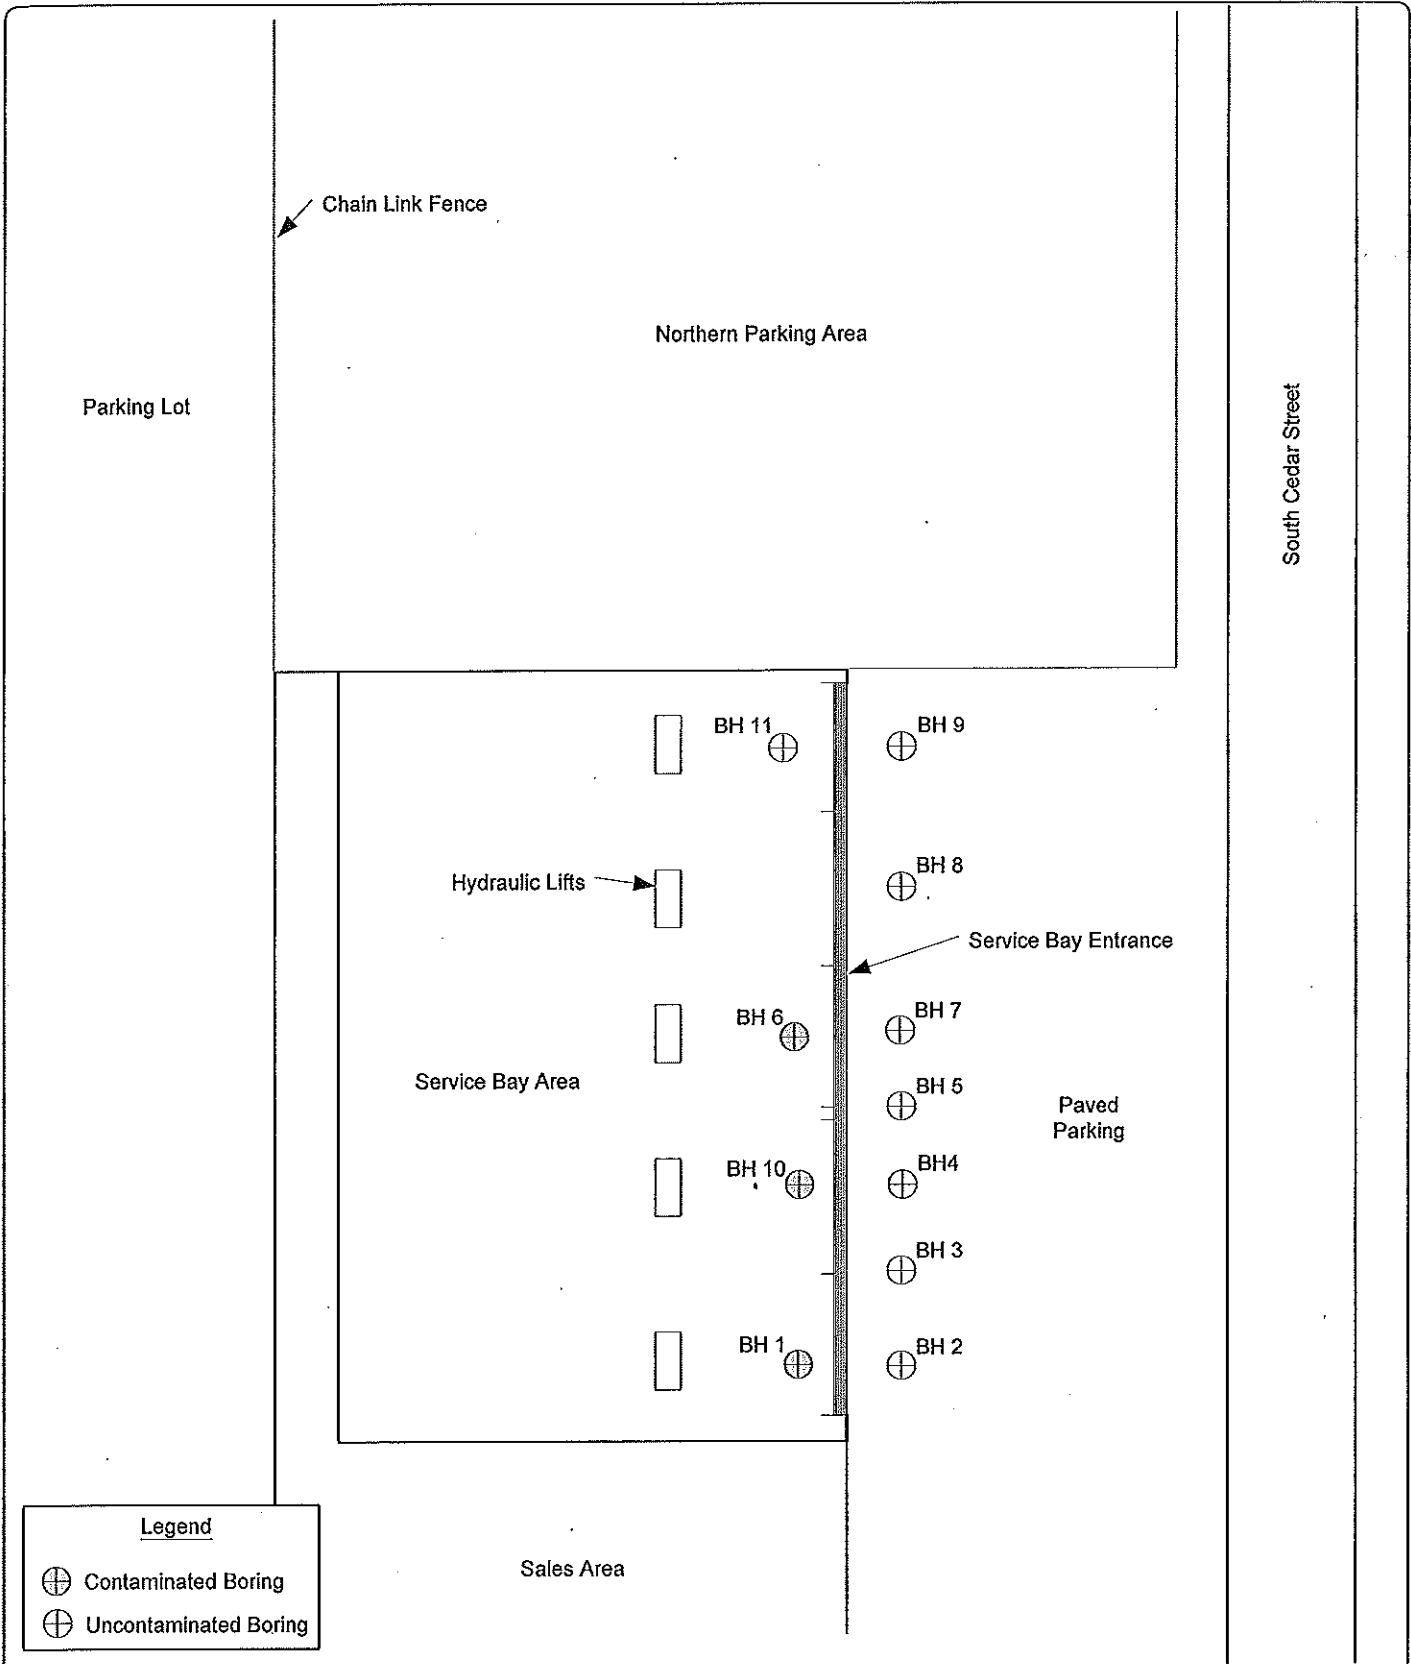 Chain Link Fence
Northern Parking Area
Parking Lot
South Cedar Street
BH 11
BH 9
BH 8
Hydraulic Lifts
Service Bay Entrance
BH 7
BH 6
Service Bay Area
BH 5
Paved
Parking
BH4
BH 10
BH 3
BH 1
BH 2
Legend
Contaminated Boring
Uncontaminated Boring
Sales Area